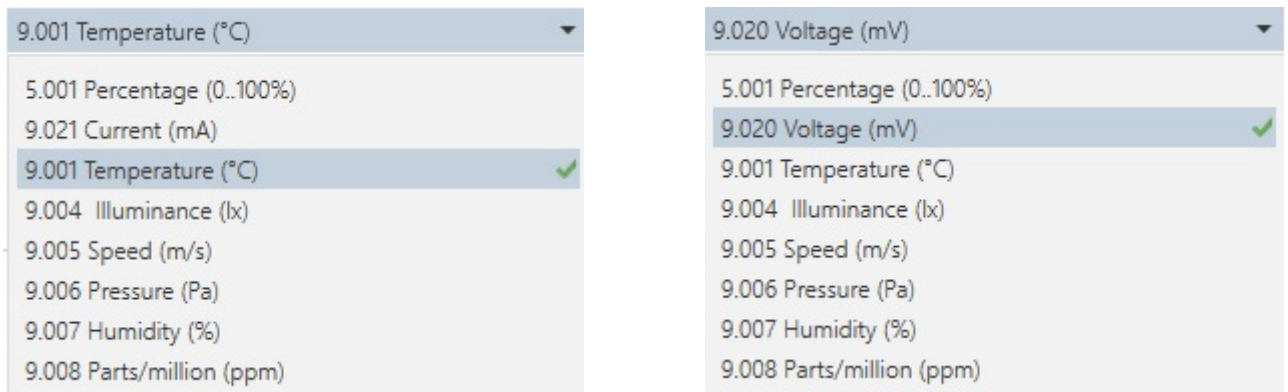 9.001 Temperature (°C)
5.001 Percentage (0..100%)
9.021 Current (mA)
9.001 Temperature (°C)
9.004 Illuminance (lx)
9.005 Speed (m/s)
9.006 Pressure (Pa)
9.007 Humidity (%)
9.008 Parts/million (ppm)
9.020 Voltage (mV)
5.001 Percentage (0..100%)
9.020 Voltage (mV)
9.001 Temperature (°C)
9.004 Illuminance (lx)
9.005 Speed (m/s)
9.006 Pressure (Pa)
9.007 Humidity (%)
9.008 Parts/million (ppm)